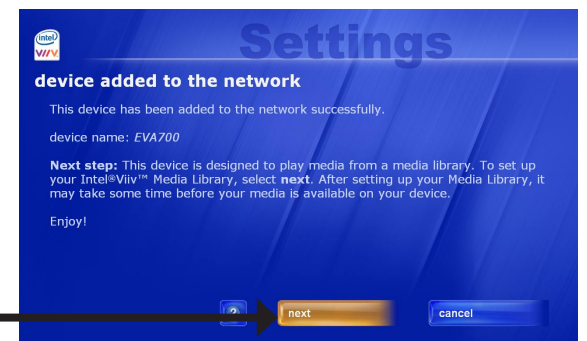 Settings
intel
VIIV
device added to the network
This device has been added to the network successfully.
device name: EVA700
Next step: This device is designed to play media from a media library. To set up
your Intel®Viiv™ Media Library, select next. After setting up your Media Library, it
may take some time before your media is available on your device.
Enjoy!
?
next
cancel